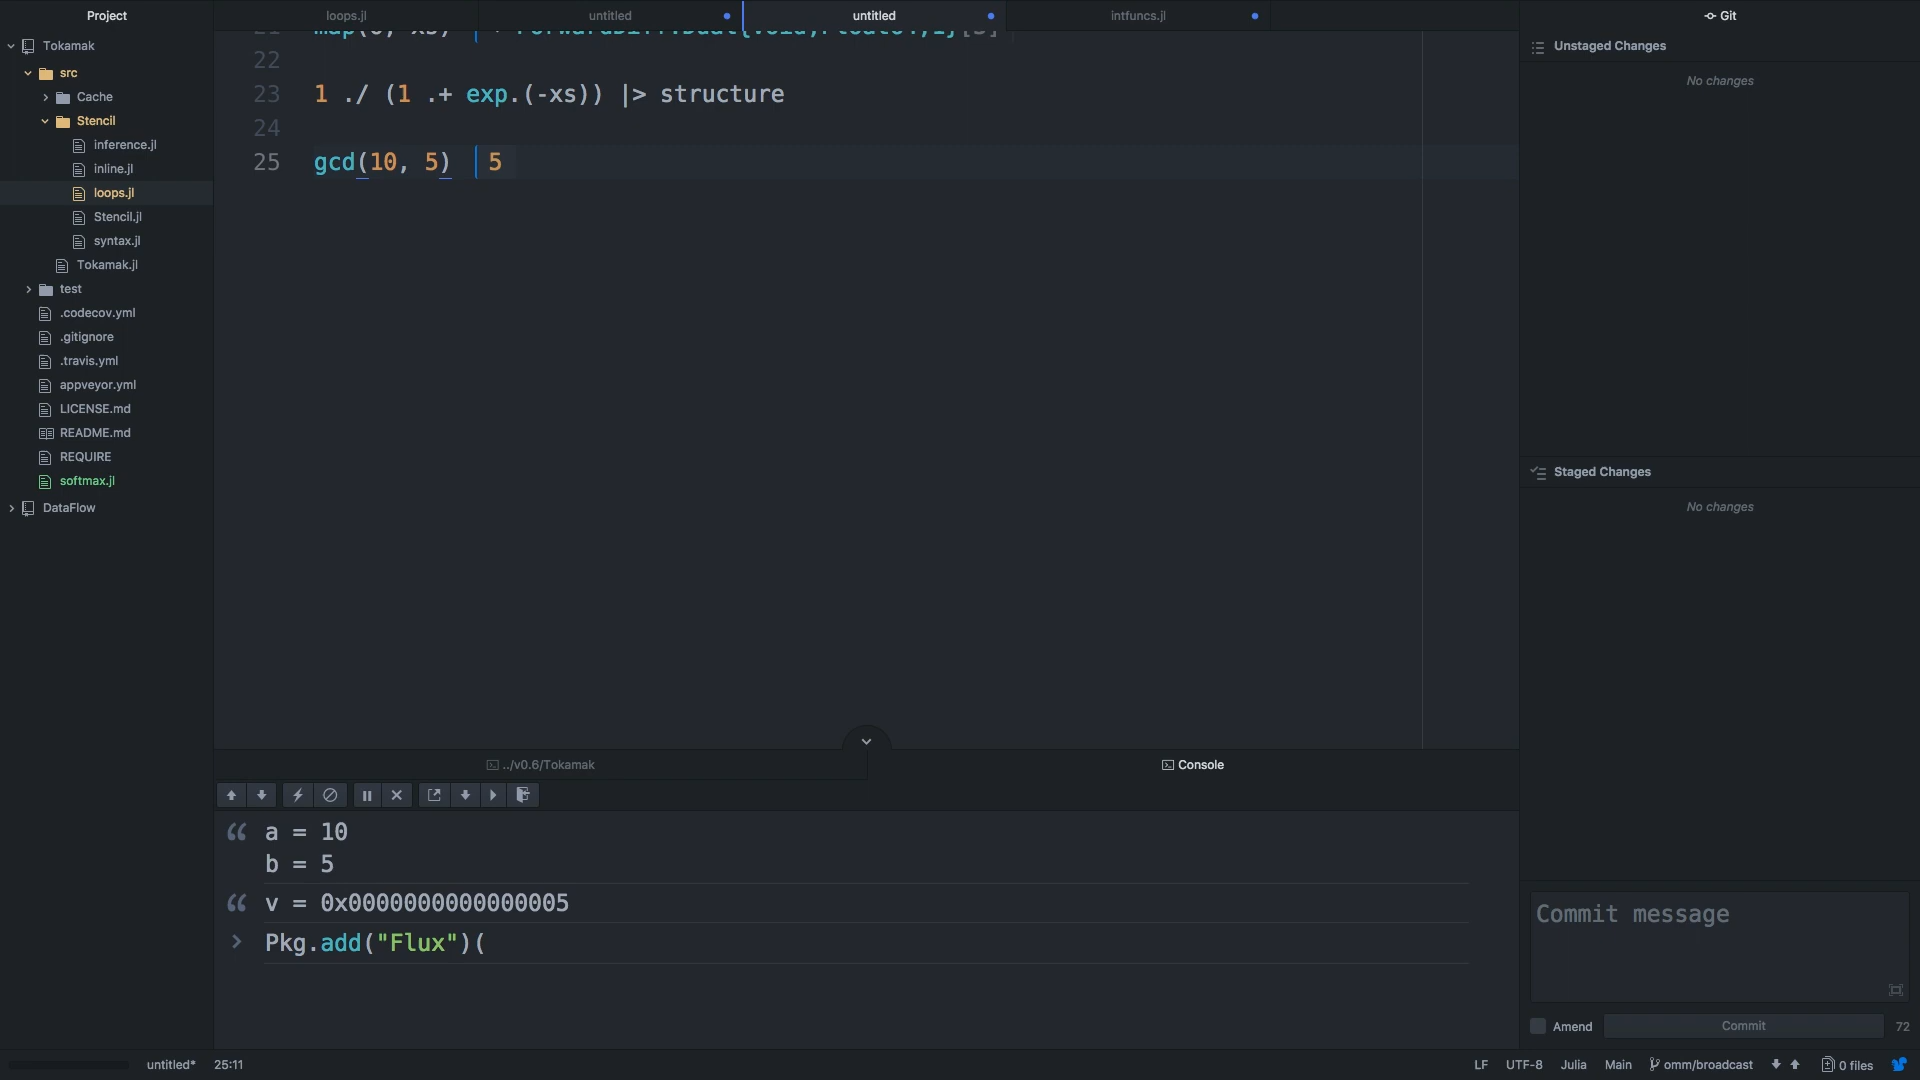 Project
loops.jl
untitled
untitled
intfuncs.jl
Git
Tokamak
src
Cache
Stencil
inference.jl
inline.jl
loops.jl
Stencil.jl
syntax.jl
Tokamak.jl
test
.codecov.yml
.gitignore
.travis.yml
appveyor.yml
LICENSE.md
README.md
REQUIRE
softmax.jl
DataFlow
22
23 1 ./ (1 .+ exp.(-xs)) |> structure
24
25 gcd(10, 5) 5
Unstaged Changes
No changes
Staged Changes
No changes
../v0.6/Tokamak
Console
a = 10
b = 5
v = 0x0000000000000005
> Pkg.add("Flux")(
Commit message
Amend
Commit
72
untitled* 25:11
LF UTF-8 Julia Main omm/broadcast 0 files